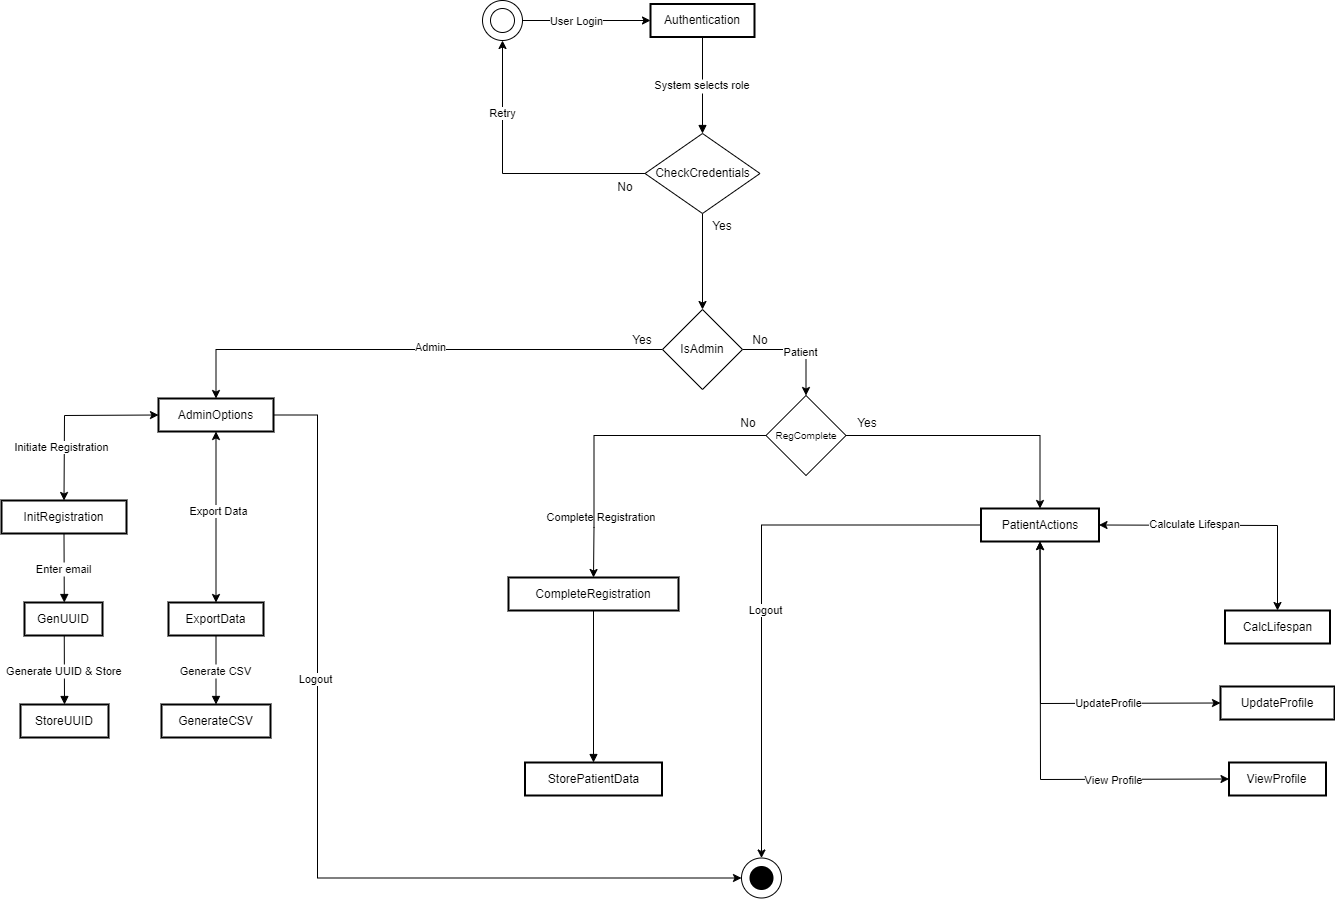 User Login
Authentication
System selects role
Retry
CheckCredentials
No
Yes
Yes
IsAdmin
No
Admin
Patient
AdminOptions
No
RegComplete
Yes
Initiate Registration
InitRegistration
Export Data
Complete Registration
PatientActions
Calculate Lifespan
Enter email
CompleteRegistration
GenUUID
ExportData
Logout
CalcLifespan
Generate UUID & Store
Generate CSV
Logout
StoreUUID
GenerateCSV
UpdateProfile
UpdateProfile
StorePatientData
View Profile
ViewProfile